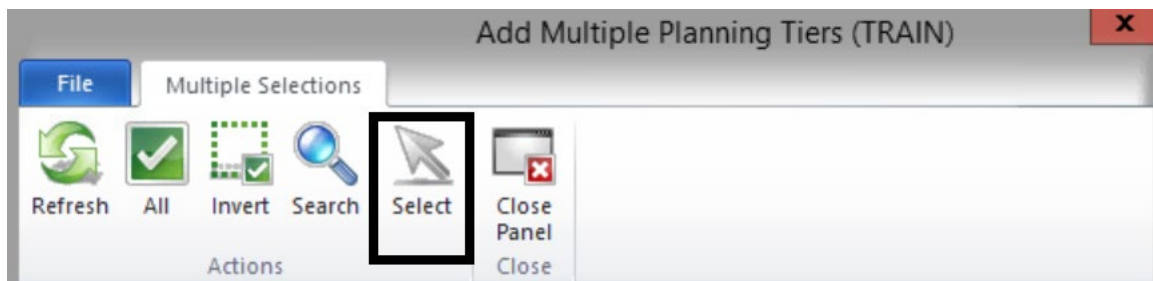 Add Multiple Planning Tiers (TRAIN)
x
File
Multiple Selections
Refresh
All
Invert
Search
Select
Close
Panel
Actions
Close